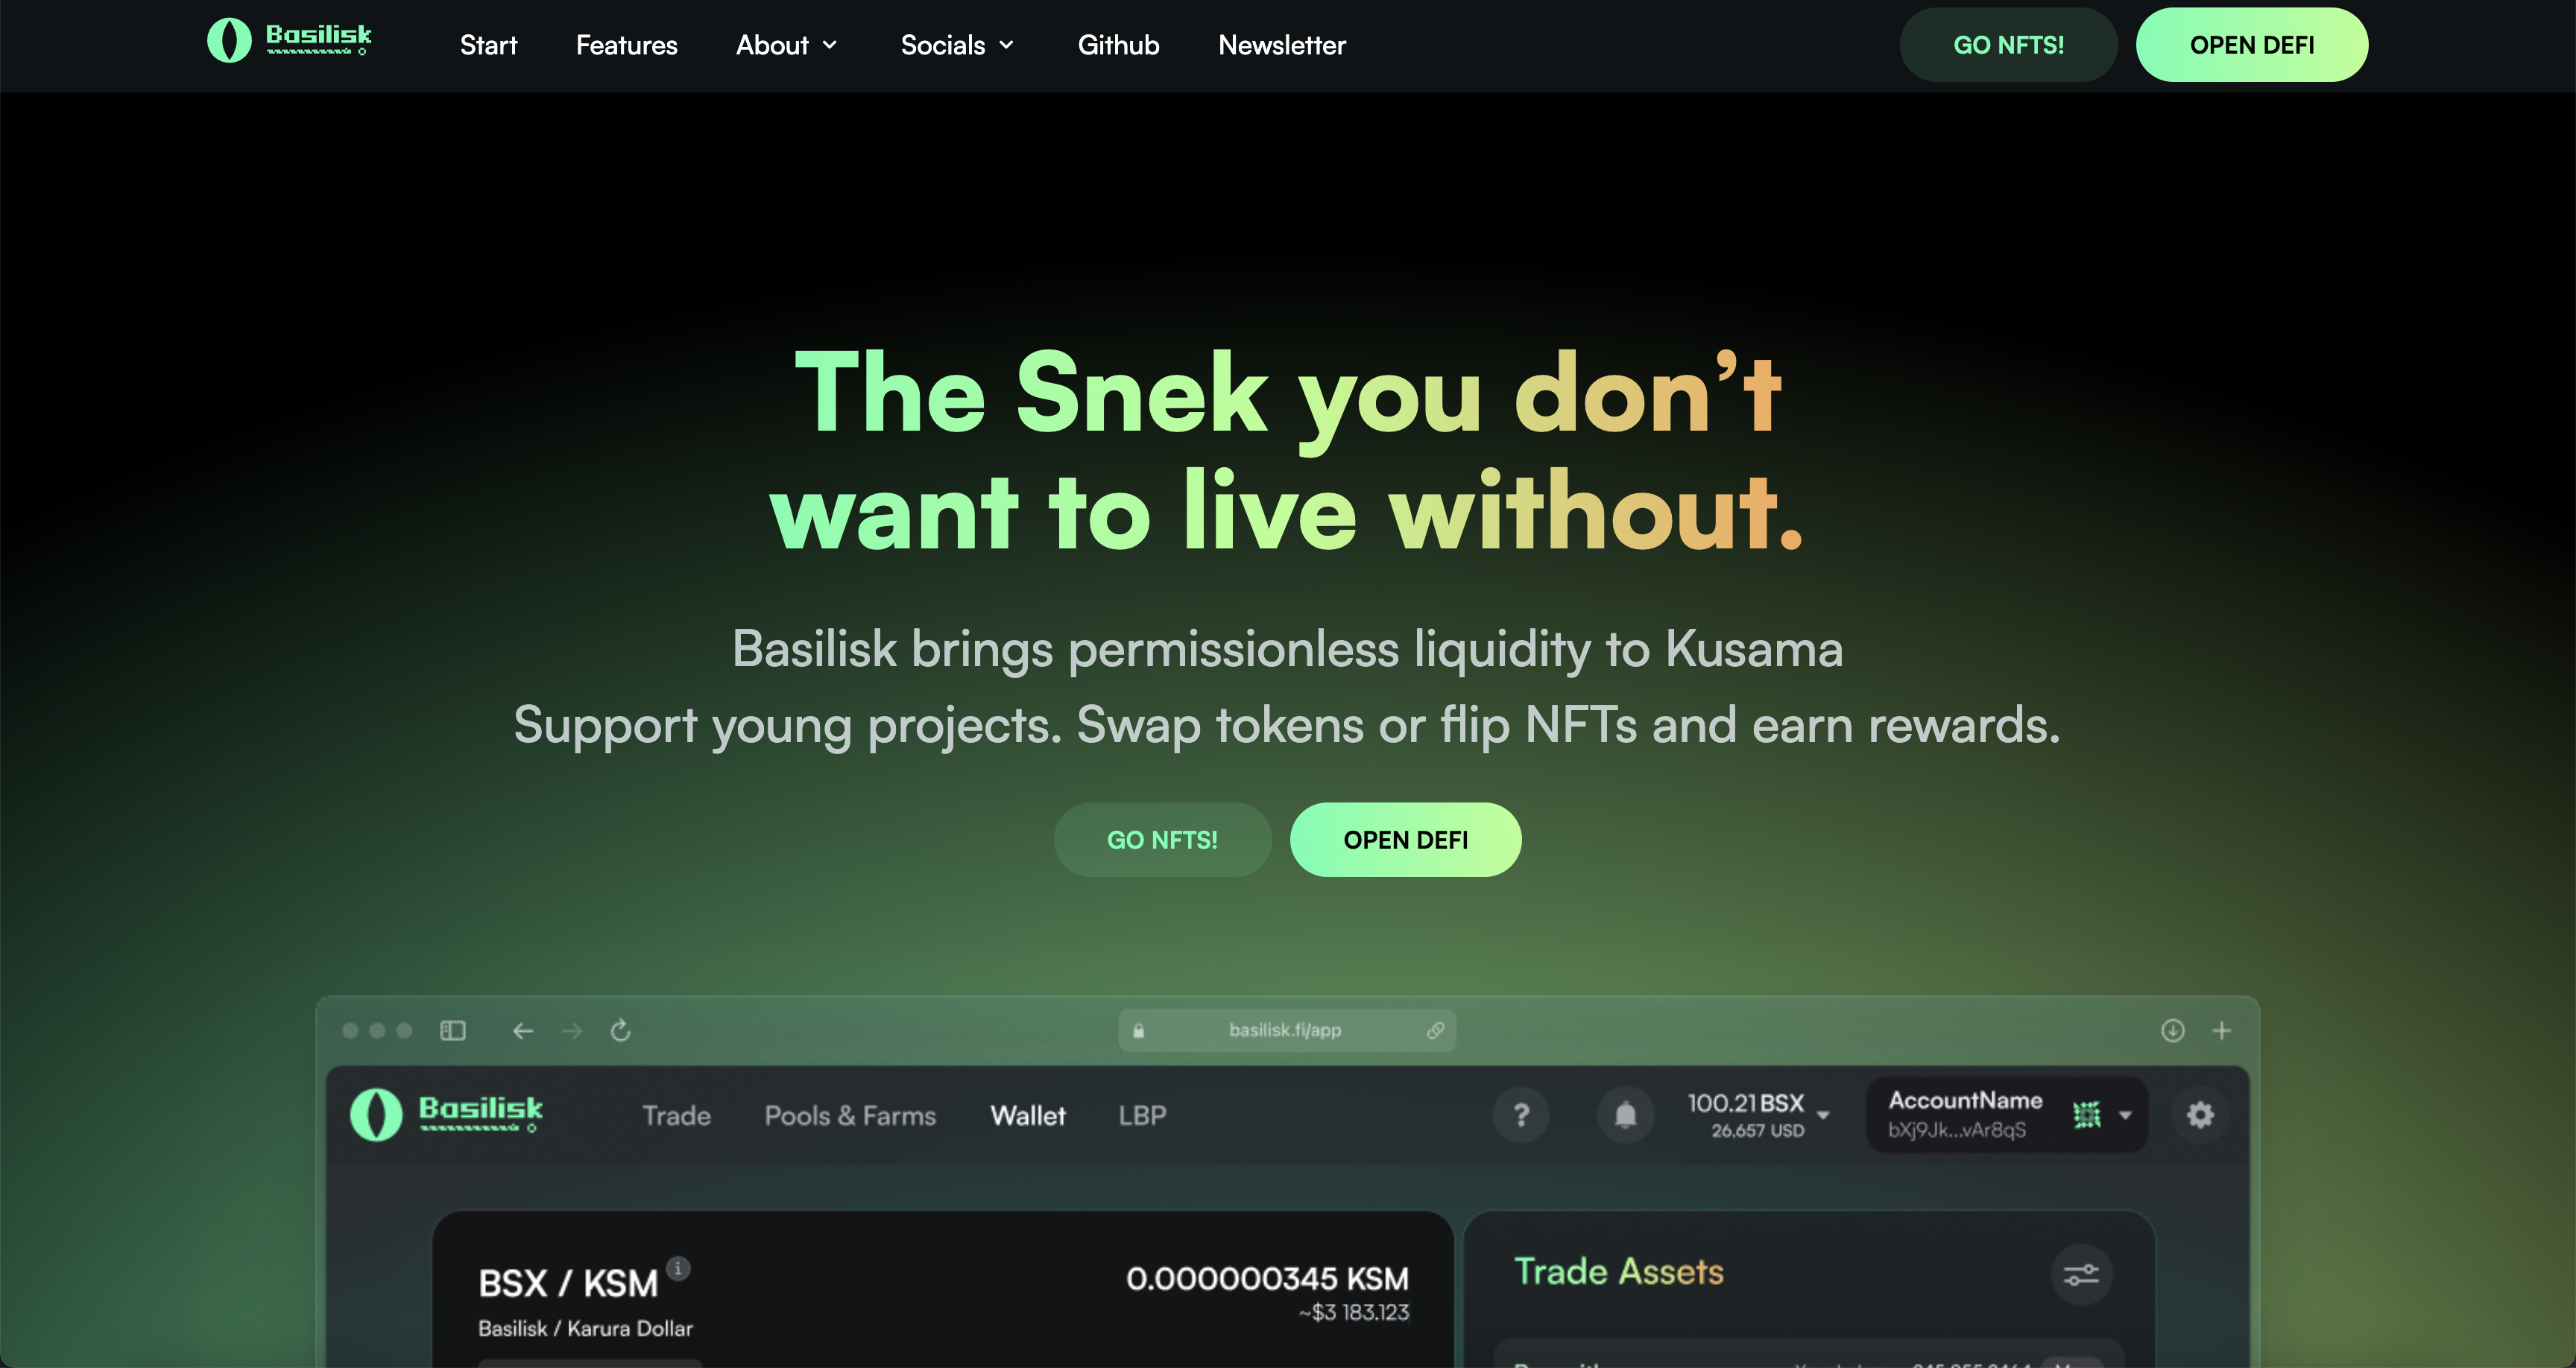 Basilisk
Start
Features
About
Socials
Github
Newsletter
GO NFTS!
OPEN DEFI
The Snek you don’t
want to live without.
Basilisk brings permissionless liquidity to Kusama
Support young projects. Swap tokens or flip NFTs and earn rewards.
GO NFTS!
OPEN DEFI
basilisk.fi/app
Basilisk
Trade
Pools & Farms
Wallet
LBP
?
100.21 BSX
26,657 USD
AccountName
bXj9Jk...vAr8qS
BSX / KSM
i
0.000000345 KSM
~$3 183.123
Basilisk / Karura Dollar
Trade Assets